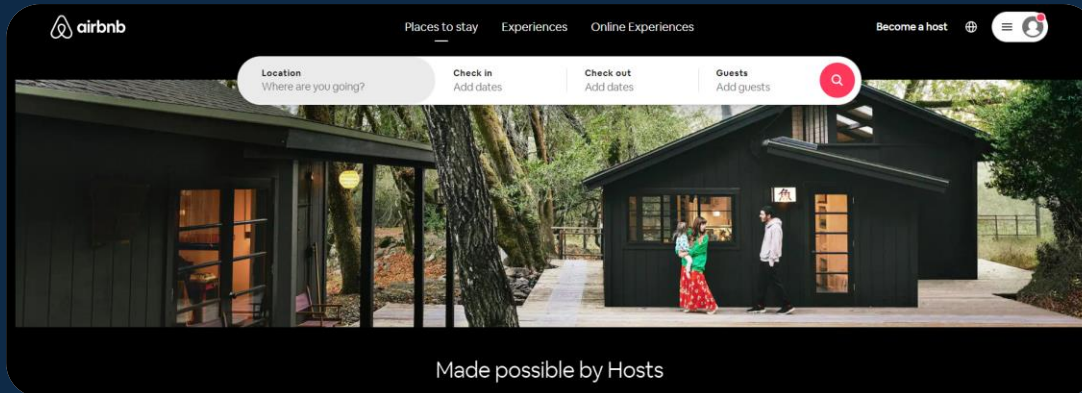 airbnb
Places to stay Experiences Online Experiences
Become a host
Location
Where are you going?
Check in
Add dates
Check out
Add dates
Guests
Add guests
Made possible by Hosts